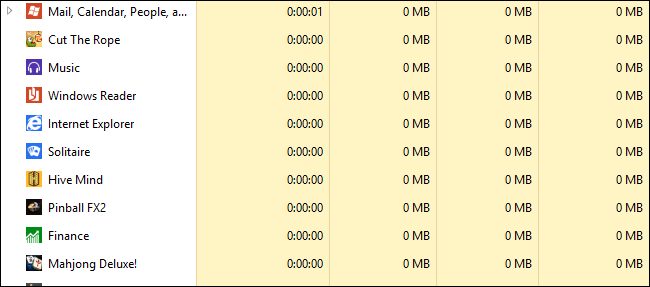 Mail, Calendar, People, a... 0:00:01 0 MB 0 MB 0 MB
Cut The Rope 0:00:00 0 MB 0 MB 0 MB
Music 0:00:00 0 MB 0 MB 0 MB
Windows Reader 0:00:00 0 MB 0 MB 0 MB
Internet Explorer 0:00:00 0 MB 0 MB 0 MB
Solitaire 0:00:00 0 MB 0 MB 0 MB
Hive Mind 0:00:00 0 MB 0 MB 0 MB
Pinball FX2 0:00:00 0 MB 0 MB 0 MB
Finance 0:00:00 0 MB 0 MB 0 MB
Mahjong Deluxe! 0:00:00 0 MB 0 MB 0 MB